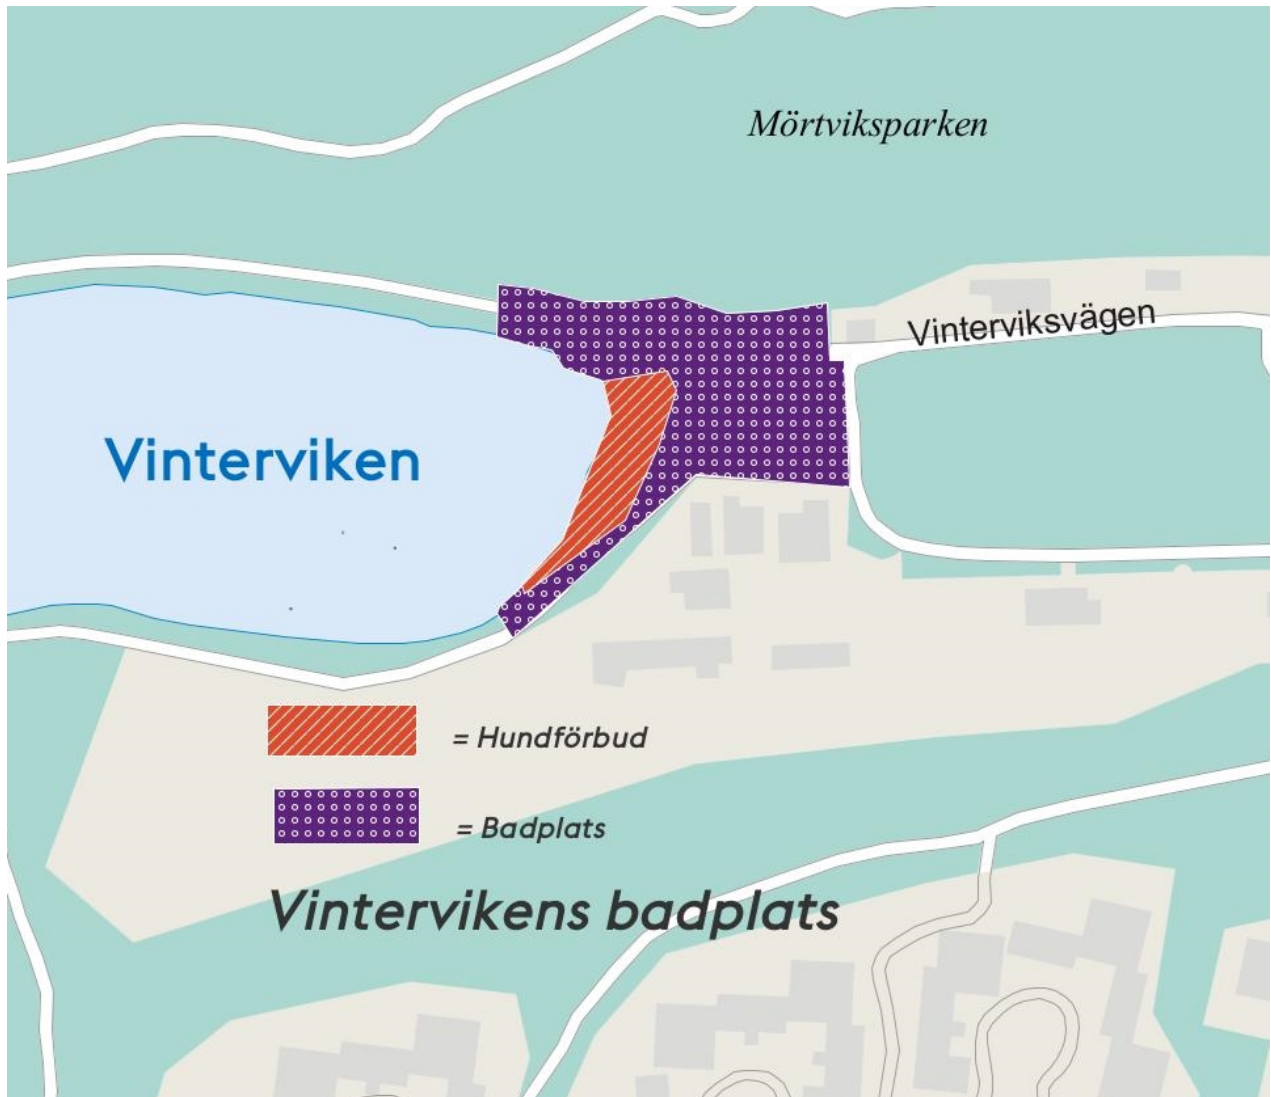 Mörtviksparken
Vinterviksvägen
Vinterviken
= Hundförbud
= Badplats
Vintervikens badplats